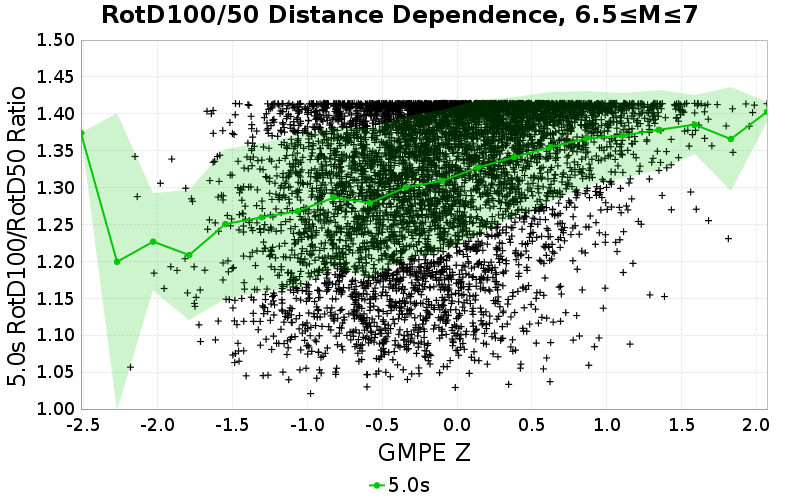 RotD100/50 Distance Dependence, 6.5≤M≤7
5.0s RotD100/RotD50 Ratio
1.50
1.45
1.40
1.35
1.30
1.25
1.20
1.15
1.10
1.05
1.00
-2.5 -2.0 -1.5 -1.0 -0.5 0.0 0.5 1.0 1.5 2.0
GMPE Z
5.0s